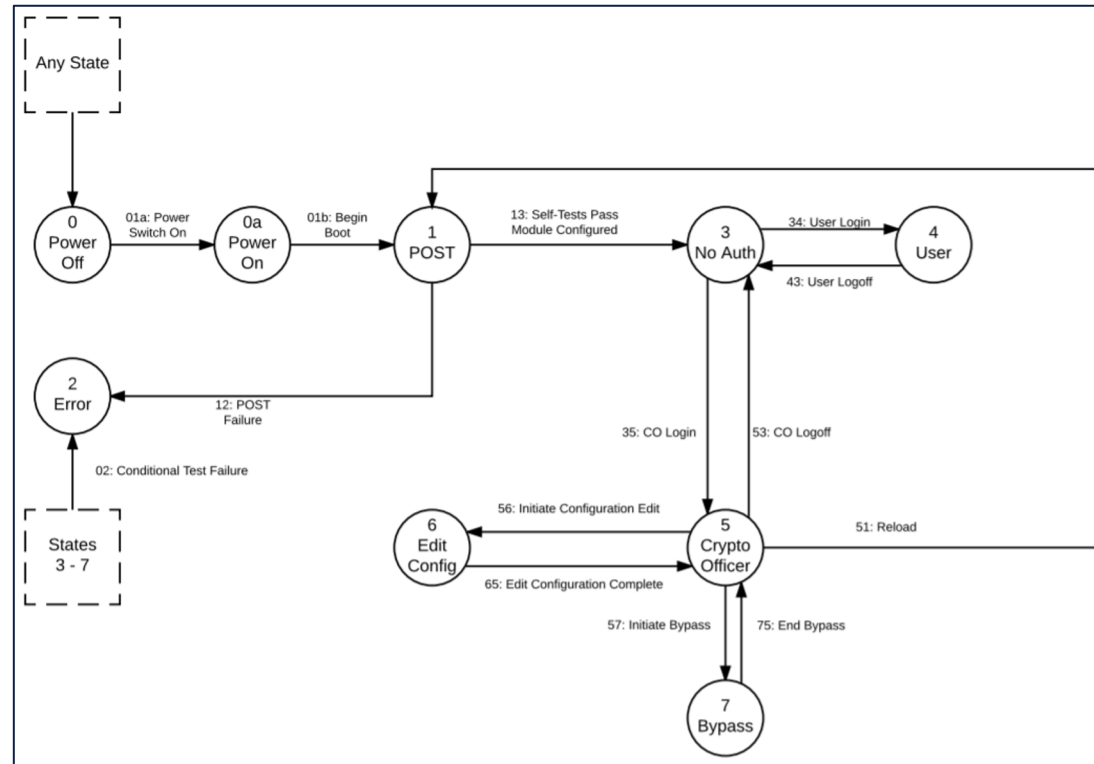 Any State
0
Power
Off
01a: Power
Switch On
0a
Power
On
01b: Begin
Boot
1
POST
13: Self-Tests Pass
Module Configured
3
No Auth
34: User Login
43: User Logoff
4
User
2
Error
12: POST
Failure
02: Conditional Test Failure
States
3 - 7
35: CO Login
53: CO Logoff
56: Initiate Configuration Edit
6
Edit
Config
65: Edit Configuration Complete
5
Crypto
Officer
51: Reload
57: Initiate Bypass
75: End Bypass
7
Bypass